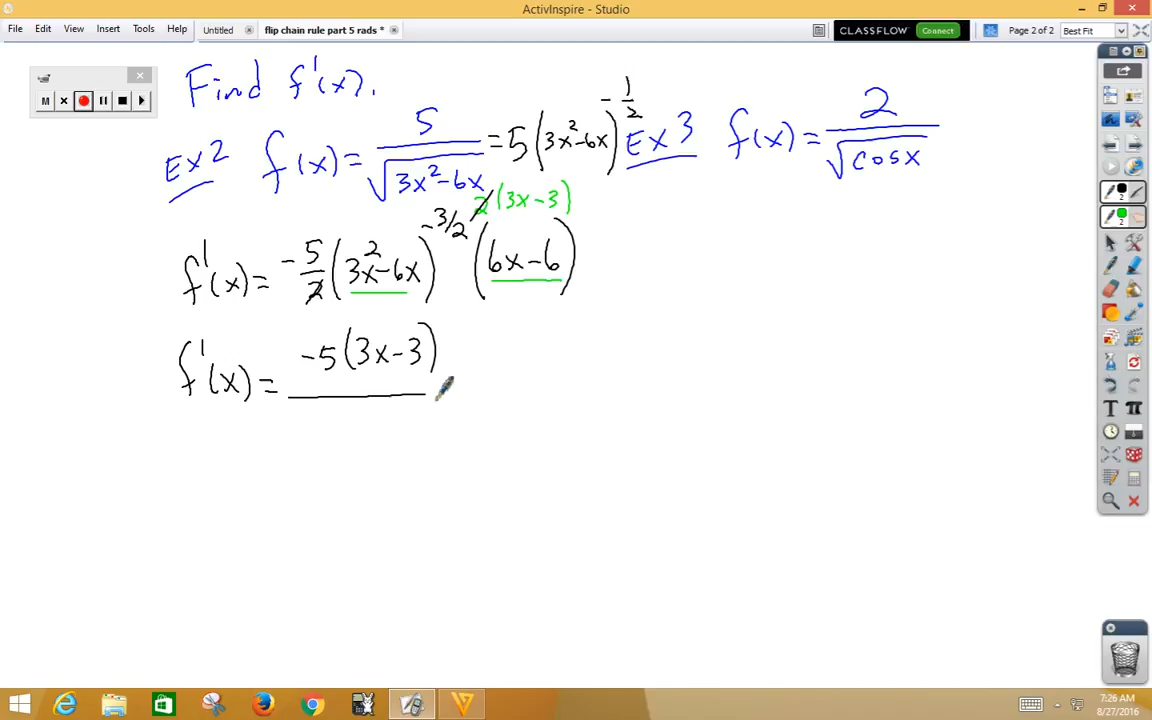 ActivInspire - Studio
File Edit View Insert Tools Help Untitled flip chain rule part 5 rads * CLASSFLOW Connect Page 2 of 2 Best Fit
M
Find f'(x).
Ex 2 f(x) = 5/√(3x²-6x) = 5(3x²-6x)^(-1/2) Ex 3 f(x) = 2/√(cosx)
2(3x-3)
f'(x) = -5/2 (3x²-6x)^(-3/2) (6x-6)
f'(x) = -5(3x-3)
2
2
T π
7:26 AM
8/27/2016